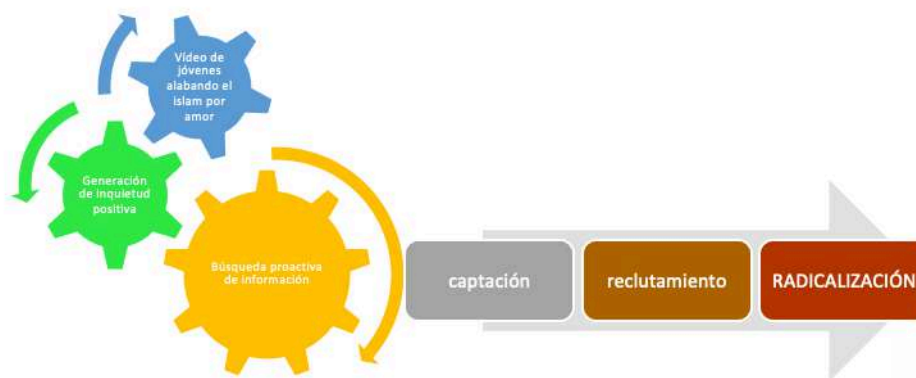 Vídeo de
jóvenes
alabando el
islam por
amor
Generación
de inquietud
positiva
Búsqueda proactiva
de información
captación
reclutamiento
RADICALIZACIÓN